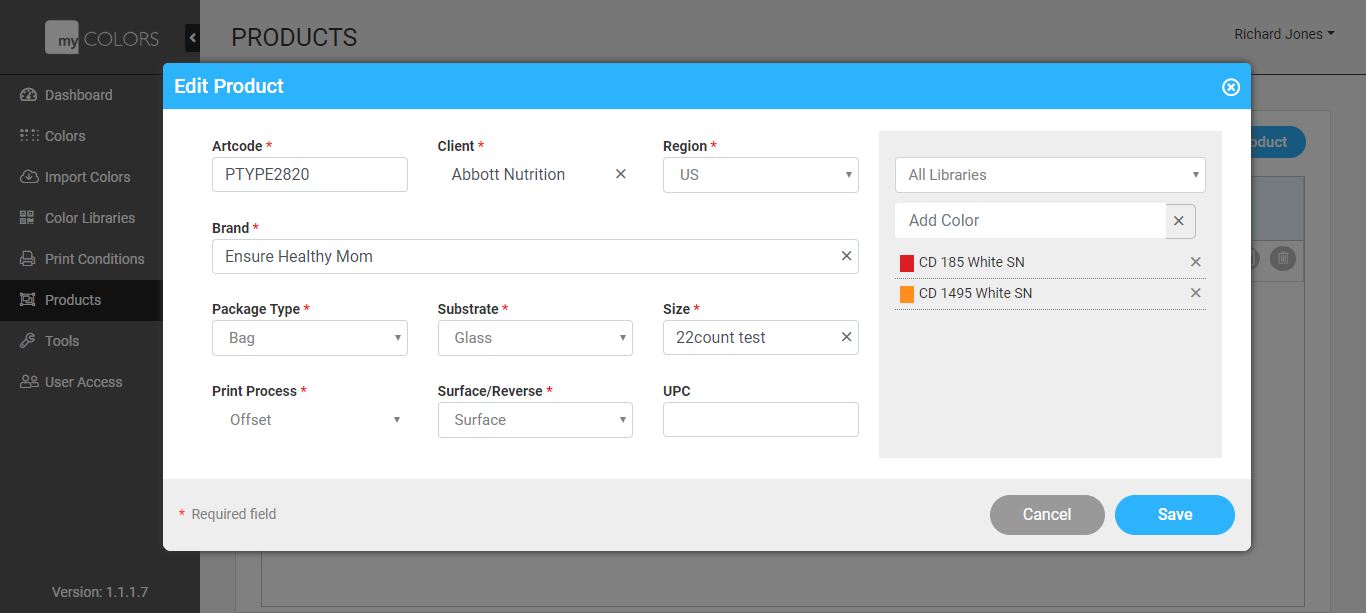 my COLORS
PRODUCTS
Richard Jones
Dashboard
Colors
Import Colors
Color Libraries
Print Conditions
Products
Tools
User Access
Version: 1.1.1.7
Edit Product
Artcode *
PTYPE2820
Client *
Abbott Nutrition
Region *
US
Brand *
Ensure Healthy Mom
Package Type *
Bag
Substrate *
Glass
Size *
22count test
Print Process *
Offset
Surface/Reverse *
Surface
UPC
All Libraries
Add Color
CD 185 White SN
CD 1495 White SN
* Required field
Cancel
Save